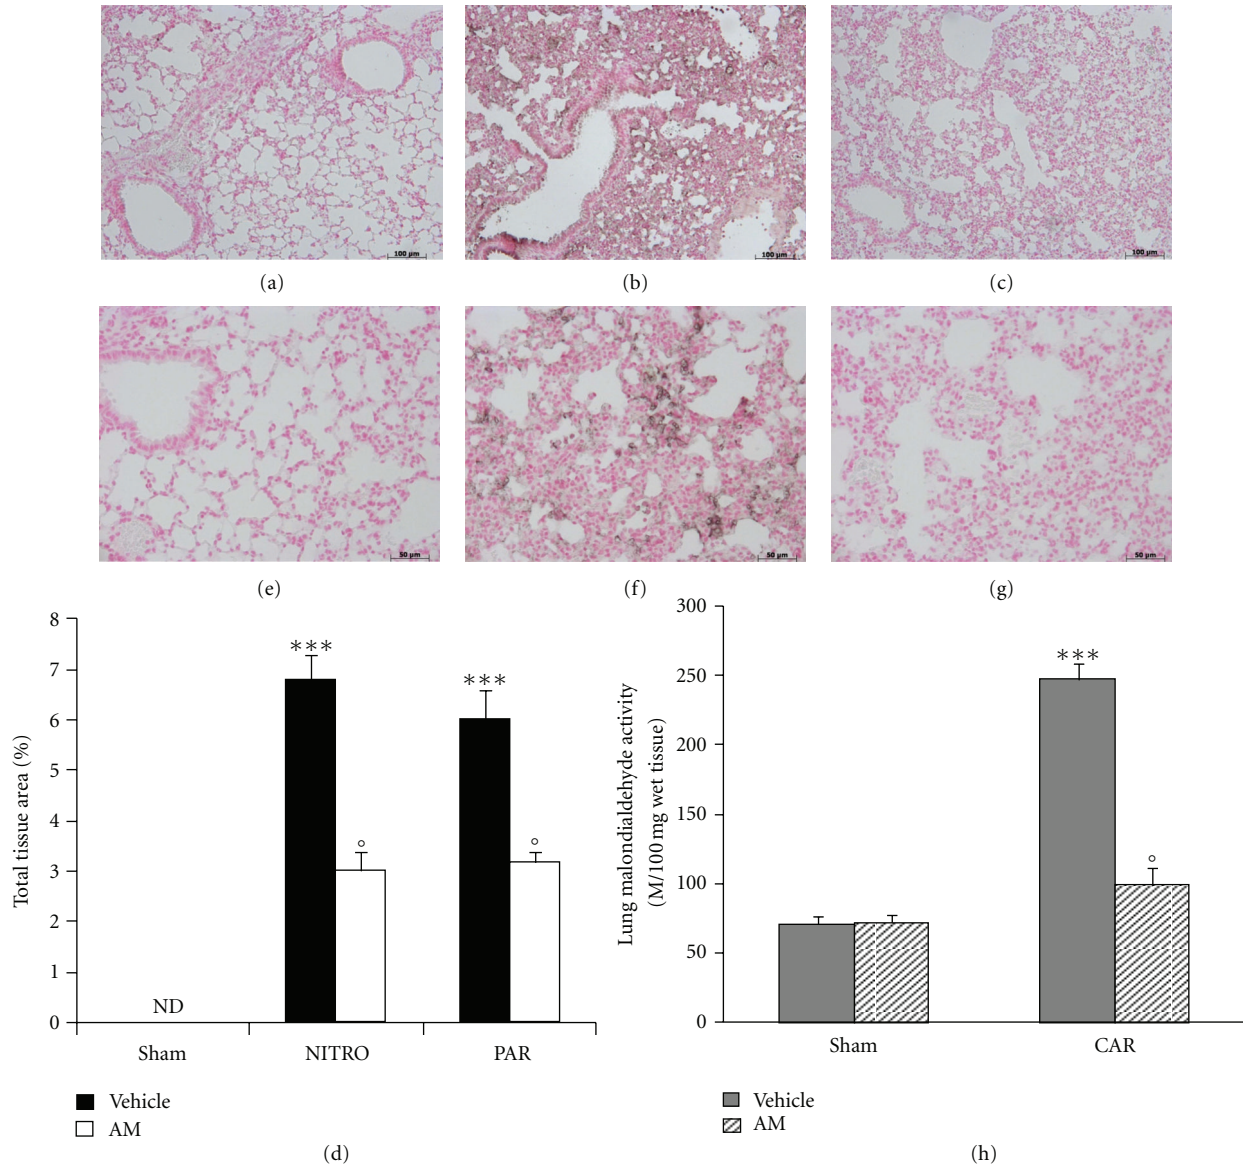 100 µm
100 µm
100 µm
(a)
(b)
(c)
50 µm
50 µm
50 µm
(e)
(f)
(g)
Total tissue area (%)
8
7
6
5
4
3
2
1
0
***
***
°
°
ND
Sham
NITRO
PAR
Vehicle
AM
(d)
Lung malondialdehyde activity
(M/100 mg wet tissue)
300
250
200
150
100
50
0
***
°
Sham
CAR
Vehicle
AM
(h)